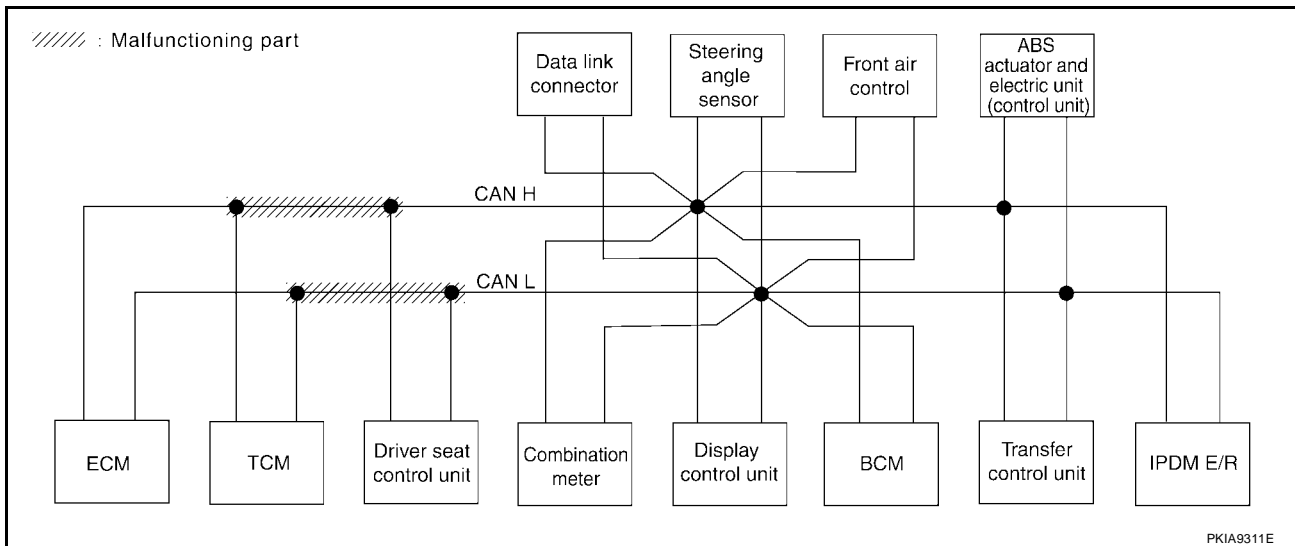 : Malfunctioning part
Data link
connector
Steering
angle
sensor
Front air
control
ABS
actuator and
electric unit
(control unit)
CAN H
CAN L
ECM
TCM
Driver seat
control unit
Combination
meter
Display
control unit
BCM
Transfer
control unit
IPDM E/R
PKIA9311E